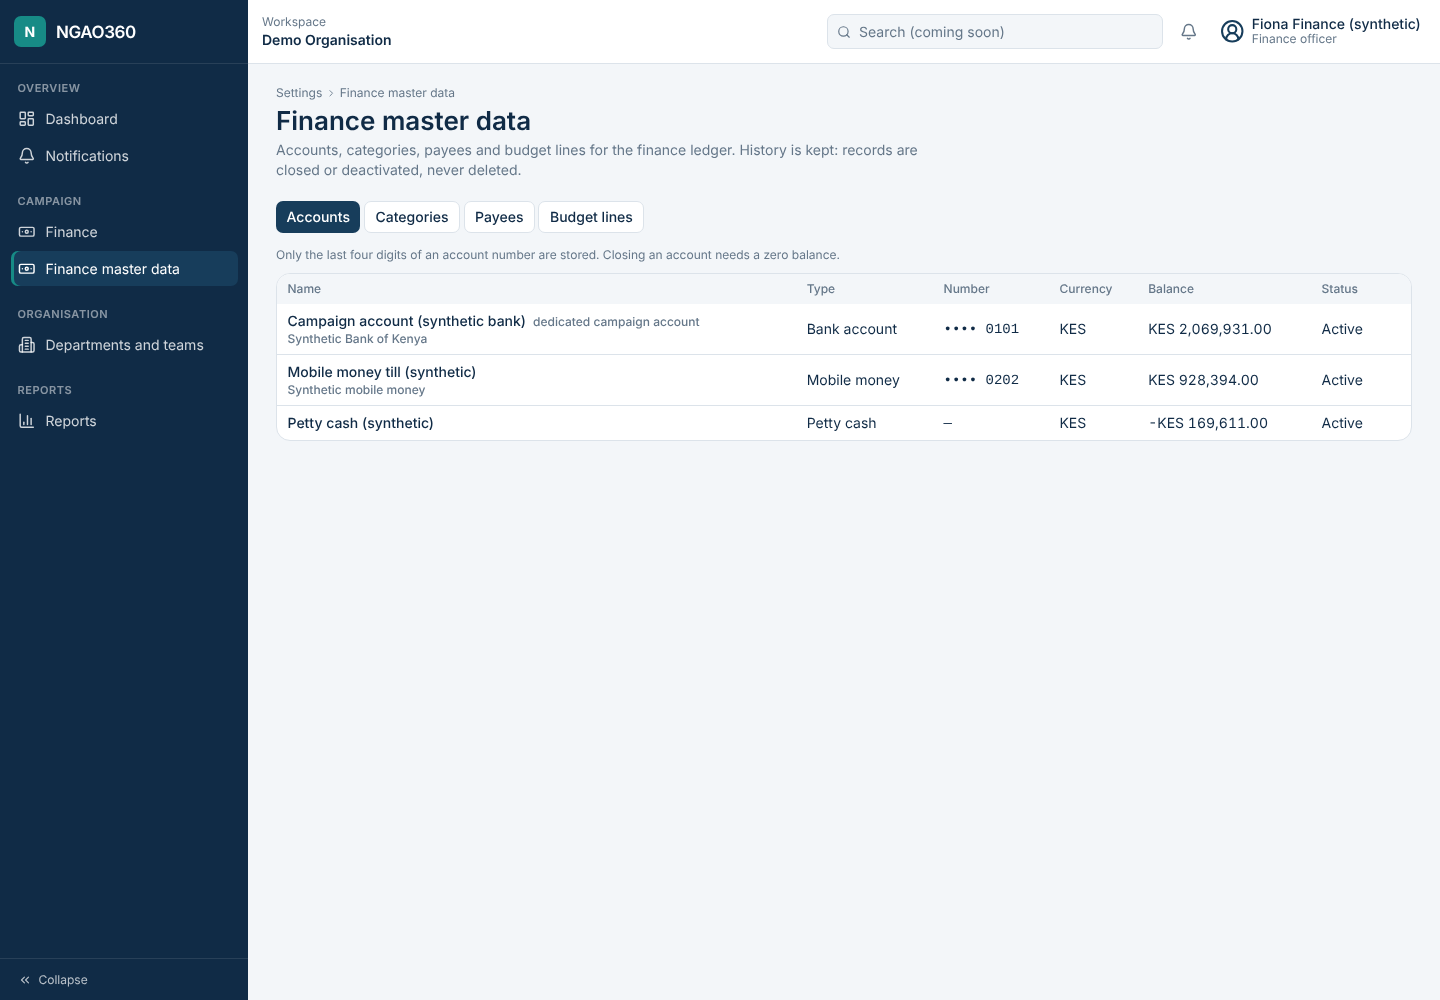 N NGAO360
Workspace
Demo Organisation
Search (coming soon)
Fiona Finance (synthetic)
Finance officer
OVERVIEW
Dashboard
Notifications
CAMPAIGN
Finance
Finance master data
ORGANISATION
Departments and teams
REPORTS
Reports
Collapse
Settings › Finance master data
Finance master data
Accounts, categories, payees and budget lines for the finance ledger. History is kept: records are
closed or deactivated, never deleted.
Accounts Categories Payees Budget lines
Only the last four digits of an account number are stored. Closing an account needs a zero balance.
Name Type Number Currency Balance Status
Campaign account (synthetic bank) dedicated campaign account
Synthetic Bank of Kenya
Bank account •••• 0101 KES KES 2,069,931.00 Active
Mobile money till (synthetic)
Synthetic mobile money
Mobile money •••• 0202 KES KES 928,394.00 Active
Petty cash (synthetic) Petty cash — KES -KES 169,611.00 Active